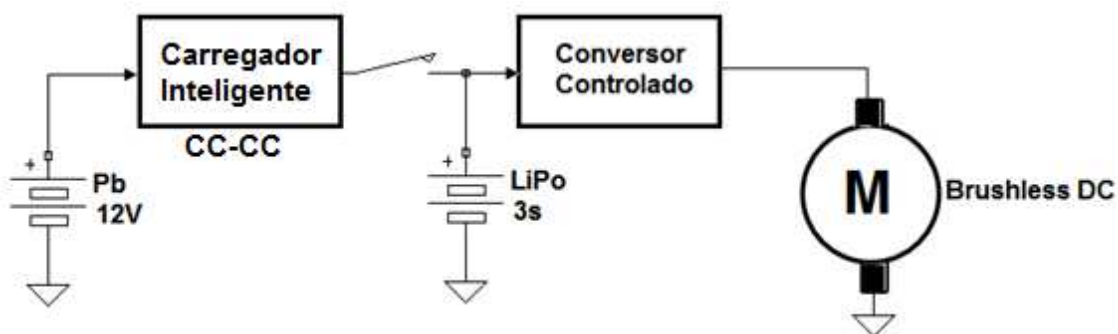 Carregador
Inteligente
CC-CC
Conversor
Controlado
+
Pb
12V
+
LiPo
3s
M
Brushless DC